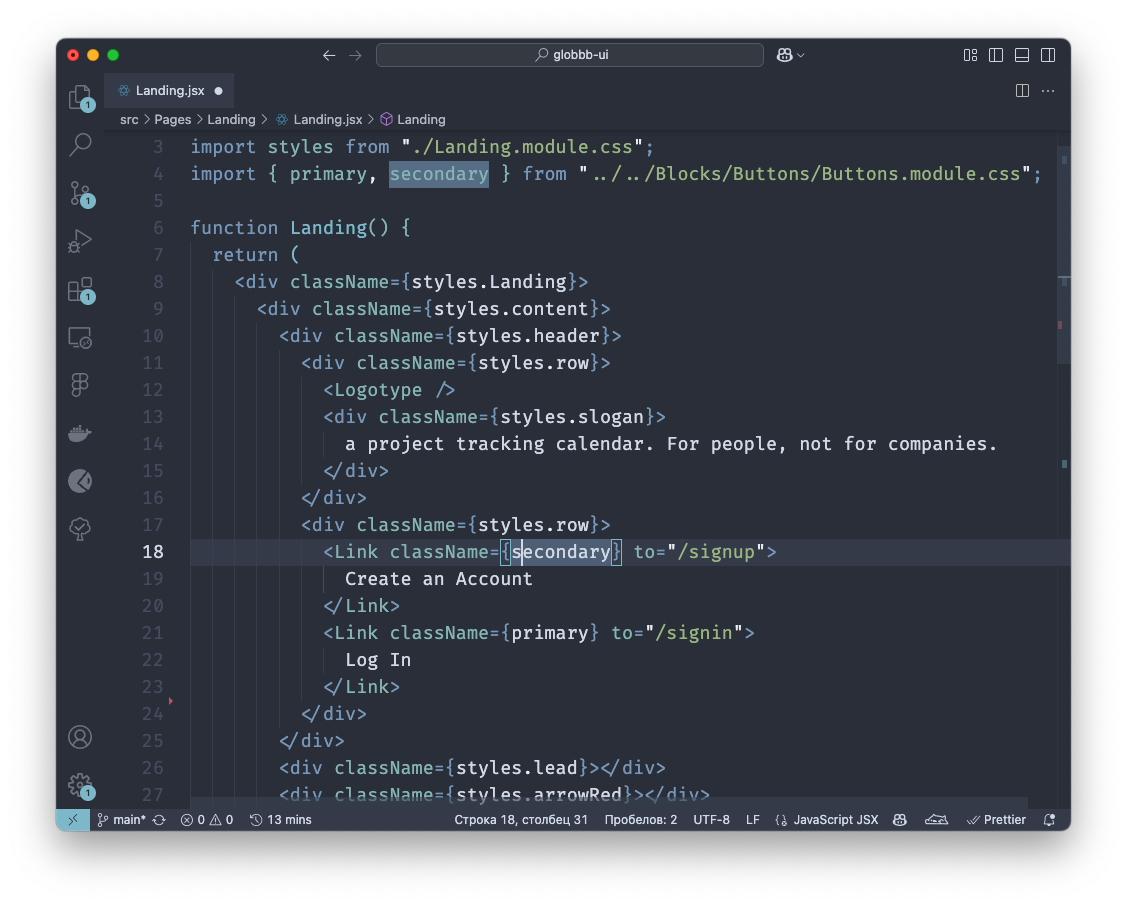 globbb-ui
Landing.jsx
src > Pages > Landing > Landing.jsx > Landing
3 import styles from "./Landing.module.css";
4 import { primary, secondary } from "../../Blocks/Buttons/Buttons.module.css";
5
6 function Landing() {
7 return (
8 <div className={styles.Landing}>
9 <div className={styles.content}>
10 <div className={styles.header}>
11 <div className={styles.row}>
12 <Logotype />
13 <div className={styles.slogan}>
14 a project tracking calendar. For people, not for companies.
15 </div>
16 </div>
17 <div className={styles.row}>
18 <Link className={secondary} to="/signup">
19 Create an Account
20 </Link>
21 <Link className={primary} to="/signin">
22 Log In
23 </Link>
24 </div>
25 </div>
26 <div className={styles.lead}></div>
27 <div className={styles.arrowRed}></div>
1
1
1
1
main* 0 0 13 mins Строка 18, столбец 31 Пробелов: 2 UTF-8 LF JavaScript JSX Prettier